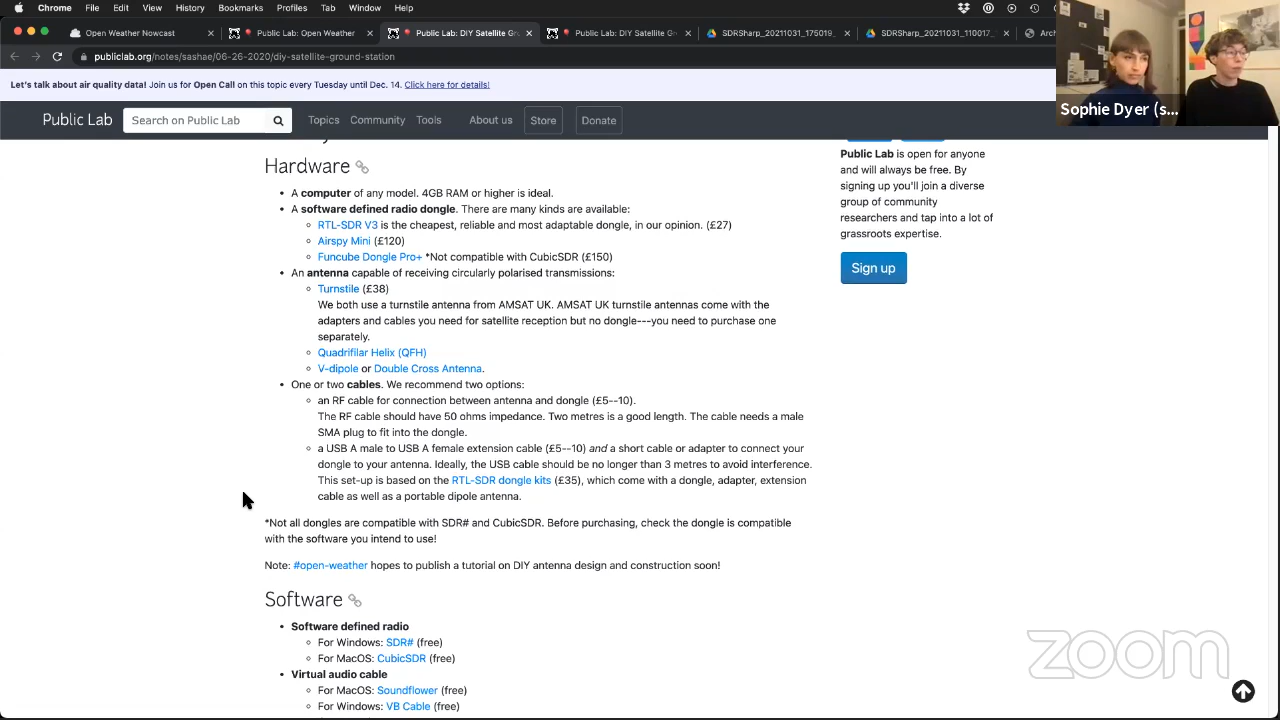 Chrome File Edit View History Bookmarks Profiles Tab Window Help
Open Weather Nowcast
Public Lab: Open Weather
Public Lab: DIY Satellite Gr
Public Lab: DIY Satellite Gr
SDRSharp_20211031_175019_
SDRSharp_20211031_110017_
Arch
publiclab.org/notes/sashae/06-26-2020/diy-satellite-ground-station
Sophie Dyer (s...
Let's talk about air quality data! Join us for Open Call on this topic every Tuesday until Dec. 14. Click here for details!
Public Lab Search on Public Lab Topics Community Tools About us Store Donate
Hardware
A computer of any model. 4GB RAM or higher is ideal.
A software defined radio dongle. There are many kinds are available:
RTL-SDR V3 is the cheapest, reliable and most adaptable dongle, in our opinion. (£27)
Airspy Mini (£120)
Funcube Dongle Pro+ *Not compatible with CubicSDR (£150)
An antenna capable of receiving circularly polarised transmissions:
Turnstile (£38)
We both use a turnstile antenna from AMSAT UK. AMSAT UK turnstile antennas come with the
adapters and cables you need for satellite reception but no dongle---you need to purchase one
separately.
Quadrifilar Helix (QFH)
V-dipole or Double Cross Antenna.
One or two cables. We recommend two options:
an RF cable for connection between antenna and dongle (£5--10).
The RF cable should have 50 ohms impedance. Two metres is a good length. The cable needs a male
SMA plug to fit into the dongle.
a USB A male to USB A female extension cable (£5--10) and a short cable or adapter to connect your
dongle to your antenna. Ideally, the USB cable should be no longer than 3 metres to avoid interference.
This set-up is based on the RTL-SDR dongle kits (£35), which come with a dongle, adapter, extension
cable as well as a portable dipole antenna.
*Not all dongles are compatible with SDR# and CubicSDR. Before purchasing, check the dongle is compatible
with the software you intend to use!
Note: #open-weather hopes to publish a tutorial on DIY antenna design and construction soon!
Software
Software defined radio
For Windows: SDR# (free)
For MacOS: CubicSDR (free)
Virtual audio cable
For MacOS: Soundflower (free)
For Windows: VB Cable (free)
Public Lab is open for anyone
and will always be free. By
signing up you'll join a diverse
group of community
researchers and tap into a lot of
grassroots expertise.
Sign up
zoom